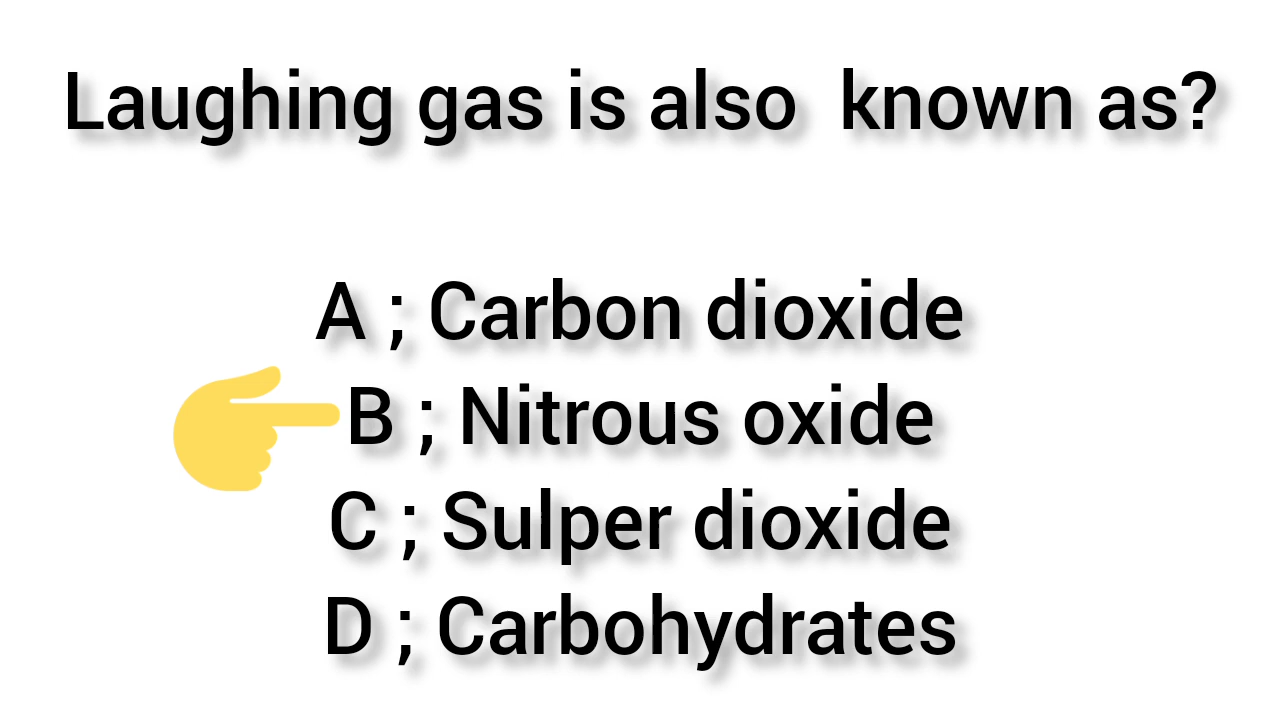 Laughing gas is also  known as?
A ; Carbon dioxide
B ; Nitrous oxide
C ; Sulper dioxide
D ; Carbohydrates